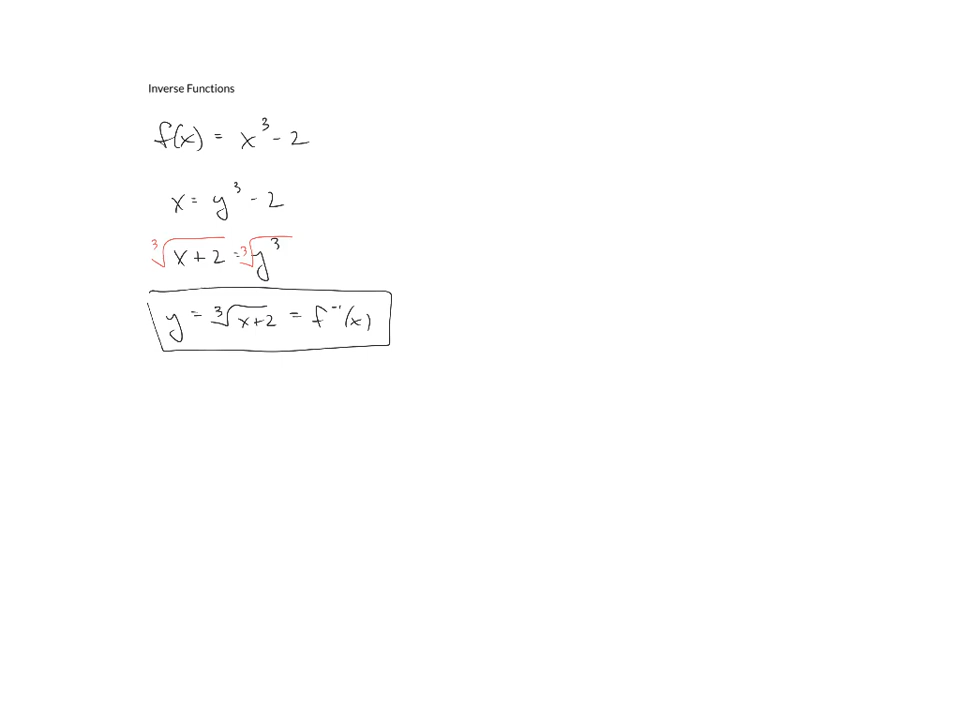 Inverse Functions
f(x) = x³ - 2
x = y³ - 2
∛(x + 2) = ∛(y³)
y = ∛(x+2) = f⁻¹(x)